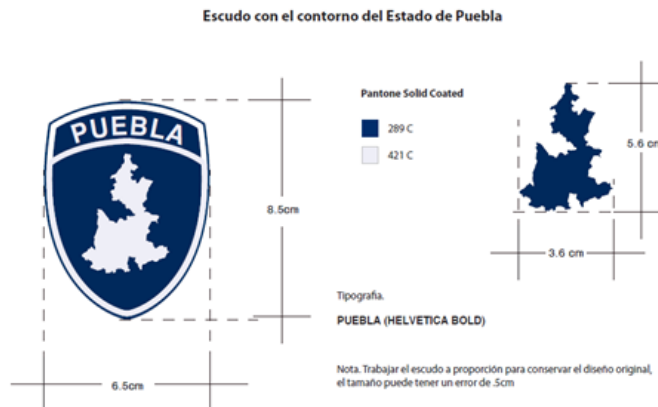 Escudo con el contorno del Estado de Puebla
PUEBLA
8.5cm
6.5cm
Pantone Solid Coated
289 C
421 C
5.6 cm
3.6 cm
Tipografia.
PUEBLA (HELVETICA BOLD)
Nota. Trabajar el escudo a proporción para conservar el diseño original,
el tamaño puede tener un error de .5cm